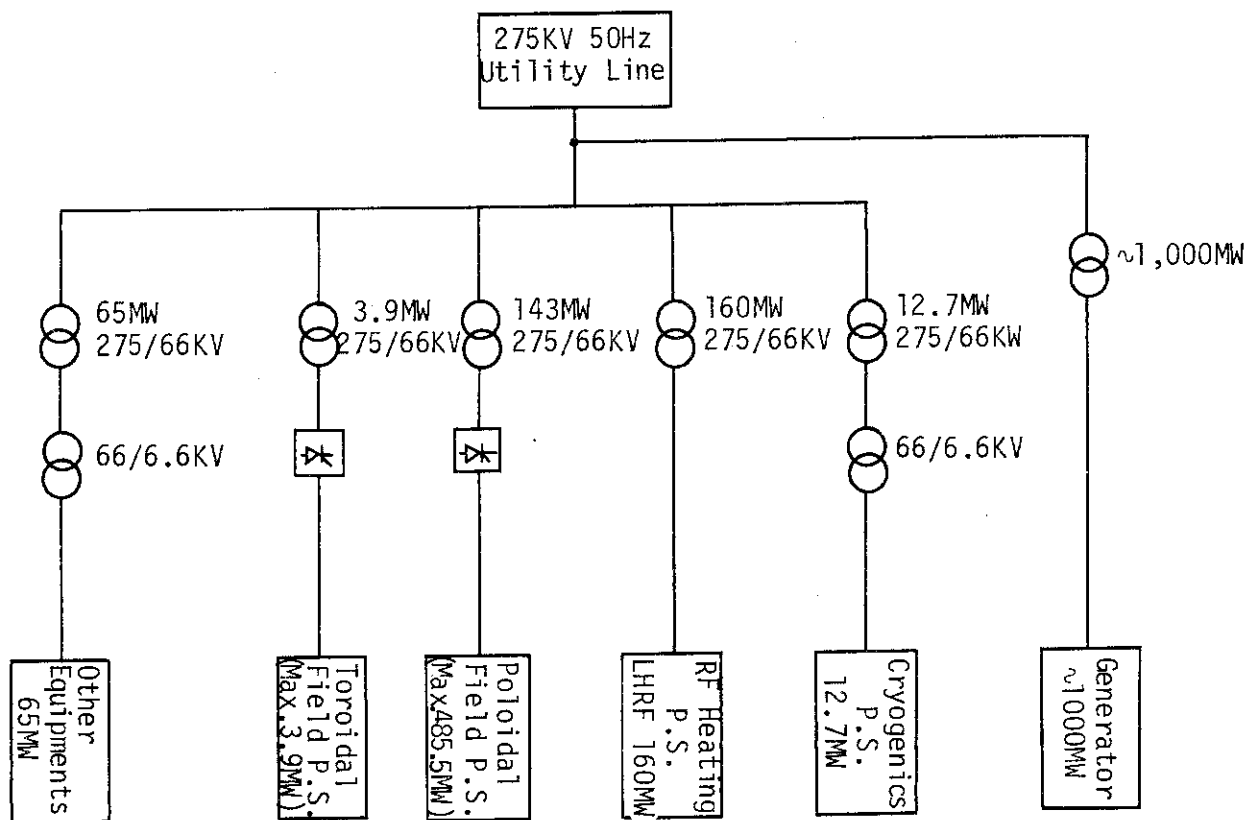 275KV 50Hz
Utility Line
~1,000MW
65MW
275/66KV
3.9MW
275/66KV
143MW
275/66KV
160MW
275/66KV
12.7MW
275/66KW
66/6.6KV
66/6.6KV
Other
Equipments
65MW
Toroidal
Field P.S.
(Max.3.9MW)
Poloidal
Field P.S.
(Max485.5MW)
RF Heating
P.S.
LHRF 160MW
Cryogenics
P.S.
12.7MW
Generator
~1000MW